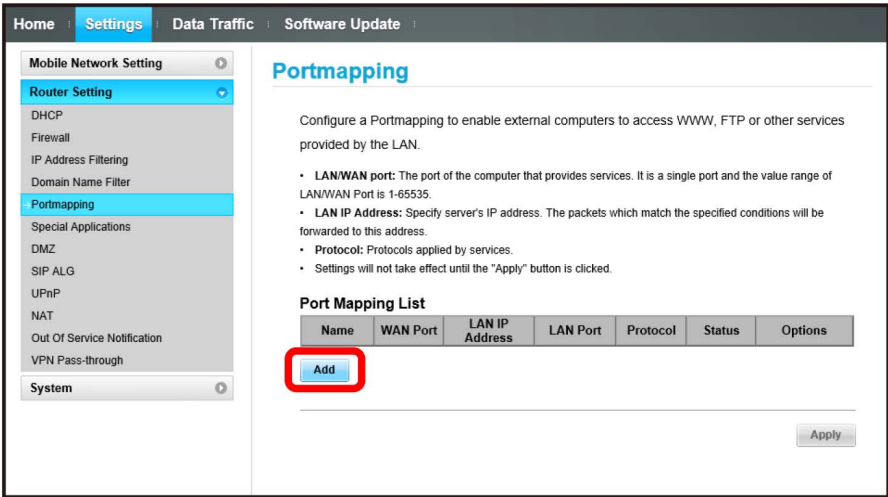 Home Settings Data Traffic Software Update
Mobile Network Setting
Router Setting
DHCP
Firewall
IP Address Filtering
Domain Name Filter
Portmapping
Special Applications
DMZ
SIP ALG
UPnP
NAT
Out Of Service Notification
VPN Pass-through
System
Portmapping
Configure a Portmapping to enable external computers to access WWW, FTP or other services
provided by the LAN.
• LAN/WAN port: The port of the computer that provides services. It is a single port and the value range of
LAN/WAN Port is 1-65535.
• LAN IP Address: Specify server's IP address. The packets which match the specified conditions will be
forwarded to this address.
• Protocol: Protocols applied by services.
• Settings will not take effect until the "Apply" button is clicked.
Port Mapping List
Name WAN Port LAN IP Address LAN Port Protocol Status Options
Add
Apply